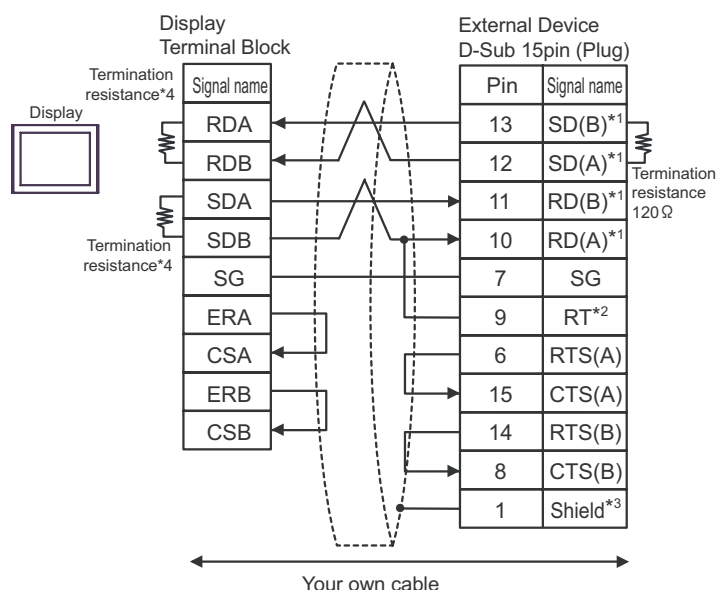 Display
Terminal Block
External Device
D-Sub 15pin (Plug)
Termination
resistance*4
Display
Signal name
RDA
RDB
SDA
SDB
SG
ERA
CSA
ERB
CSB
Termination
resistance*4
Pin Signal name
13 SD(B)*1
12 SD(A)*1
11 RD(B)*1
10 RD(A)*1
7 SG
9 RT*2
6 RTS(A)
15 CTS(A)
14 RTS(B)
8 CTS(B)
1 Shield*3
Termination
resistance
120Ω
Your own cable